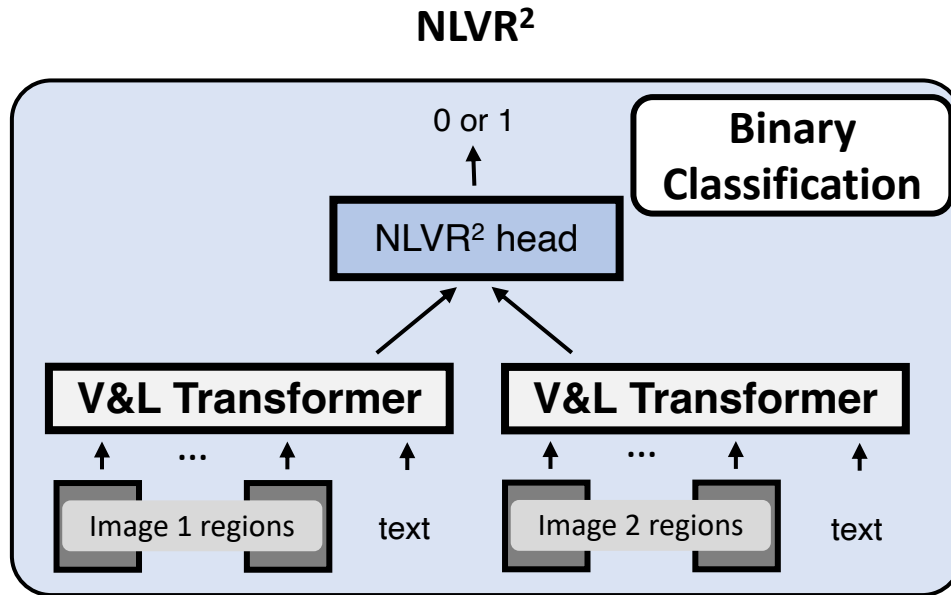 NLVR²
0 or 1
Binary
Classification
NLVR² head
V&L Transformer
V&L Transformer
...
...
Image 1 regions
text
Image 2 regions
text